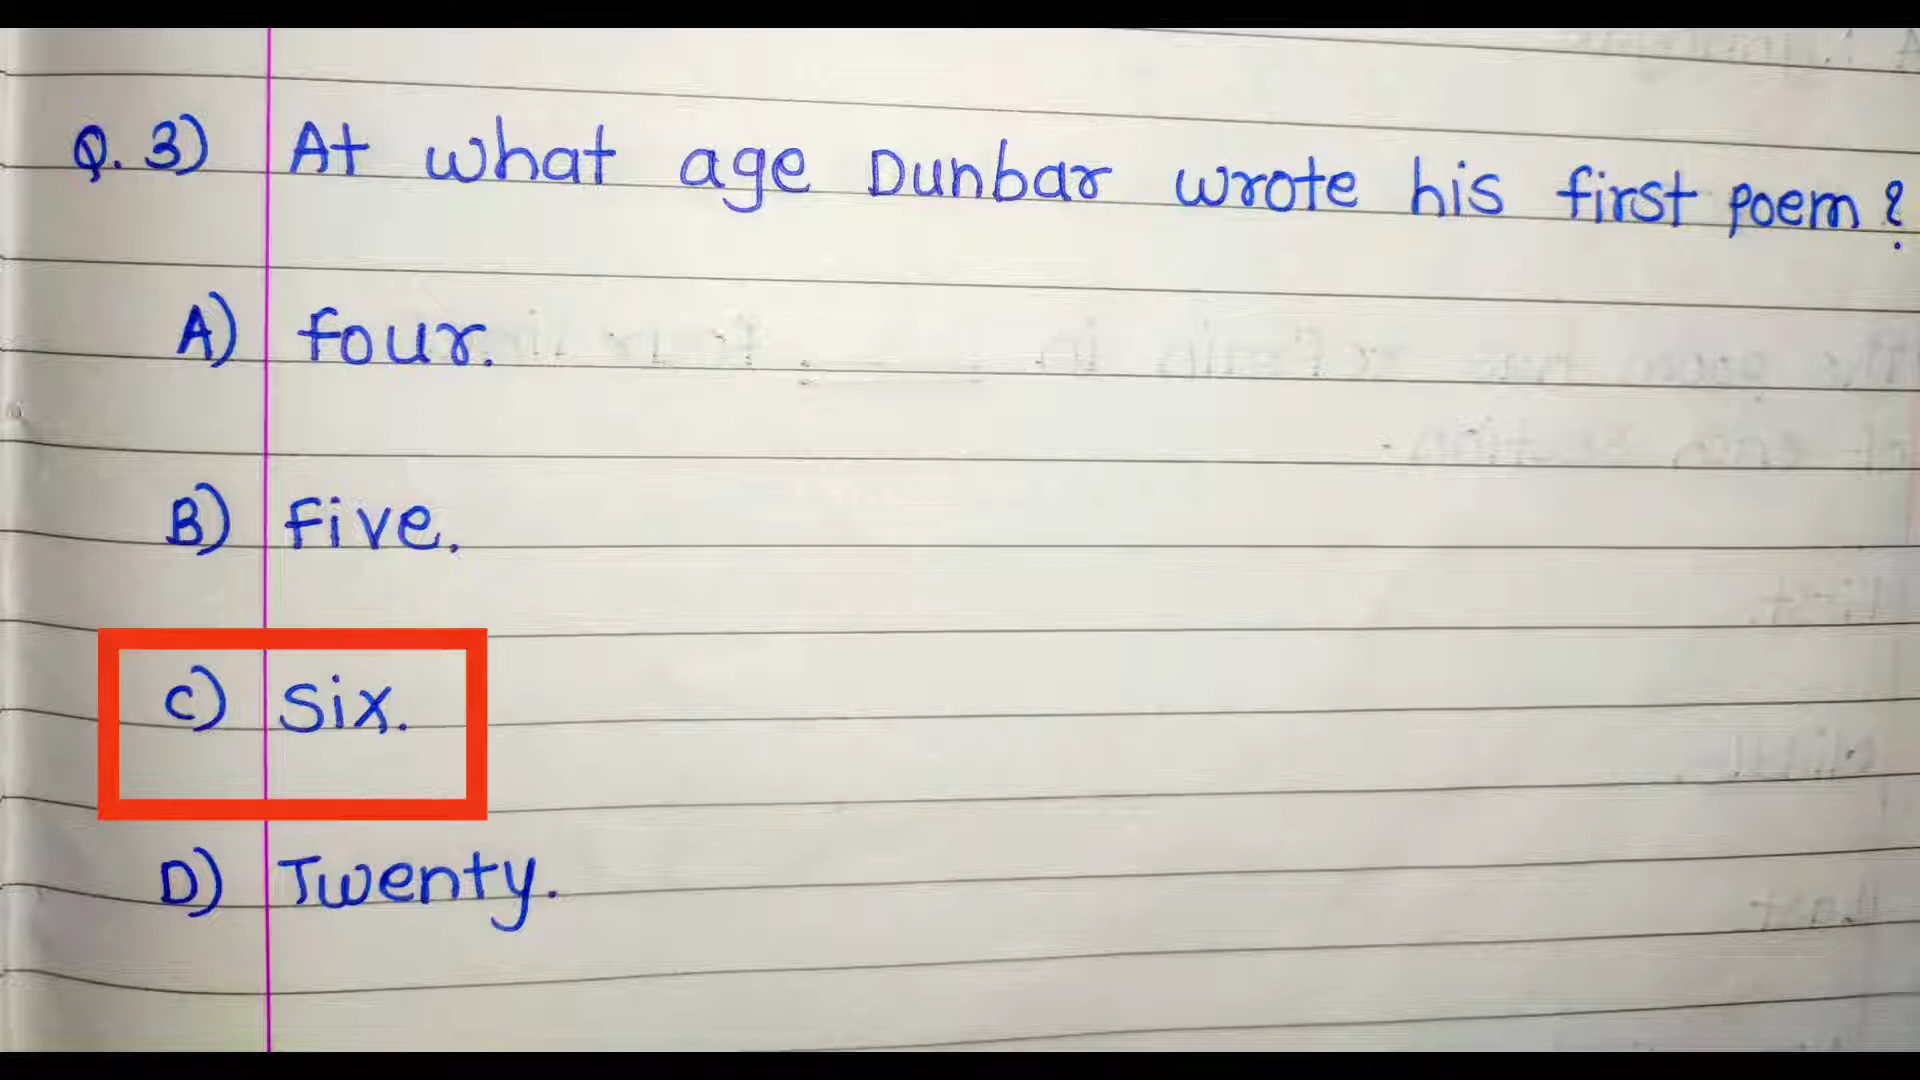 Q. 3) At what age Dunbar wrote his first poem?
A) four.
B) Five.
C) Six.
D) Twenty.